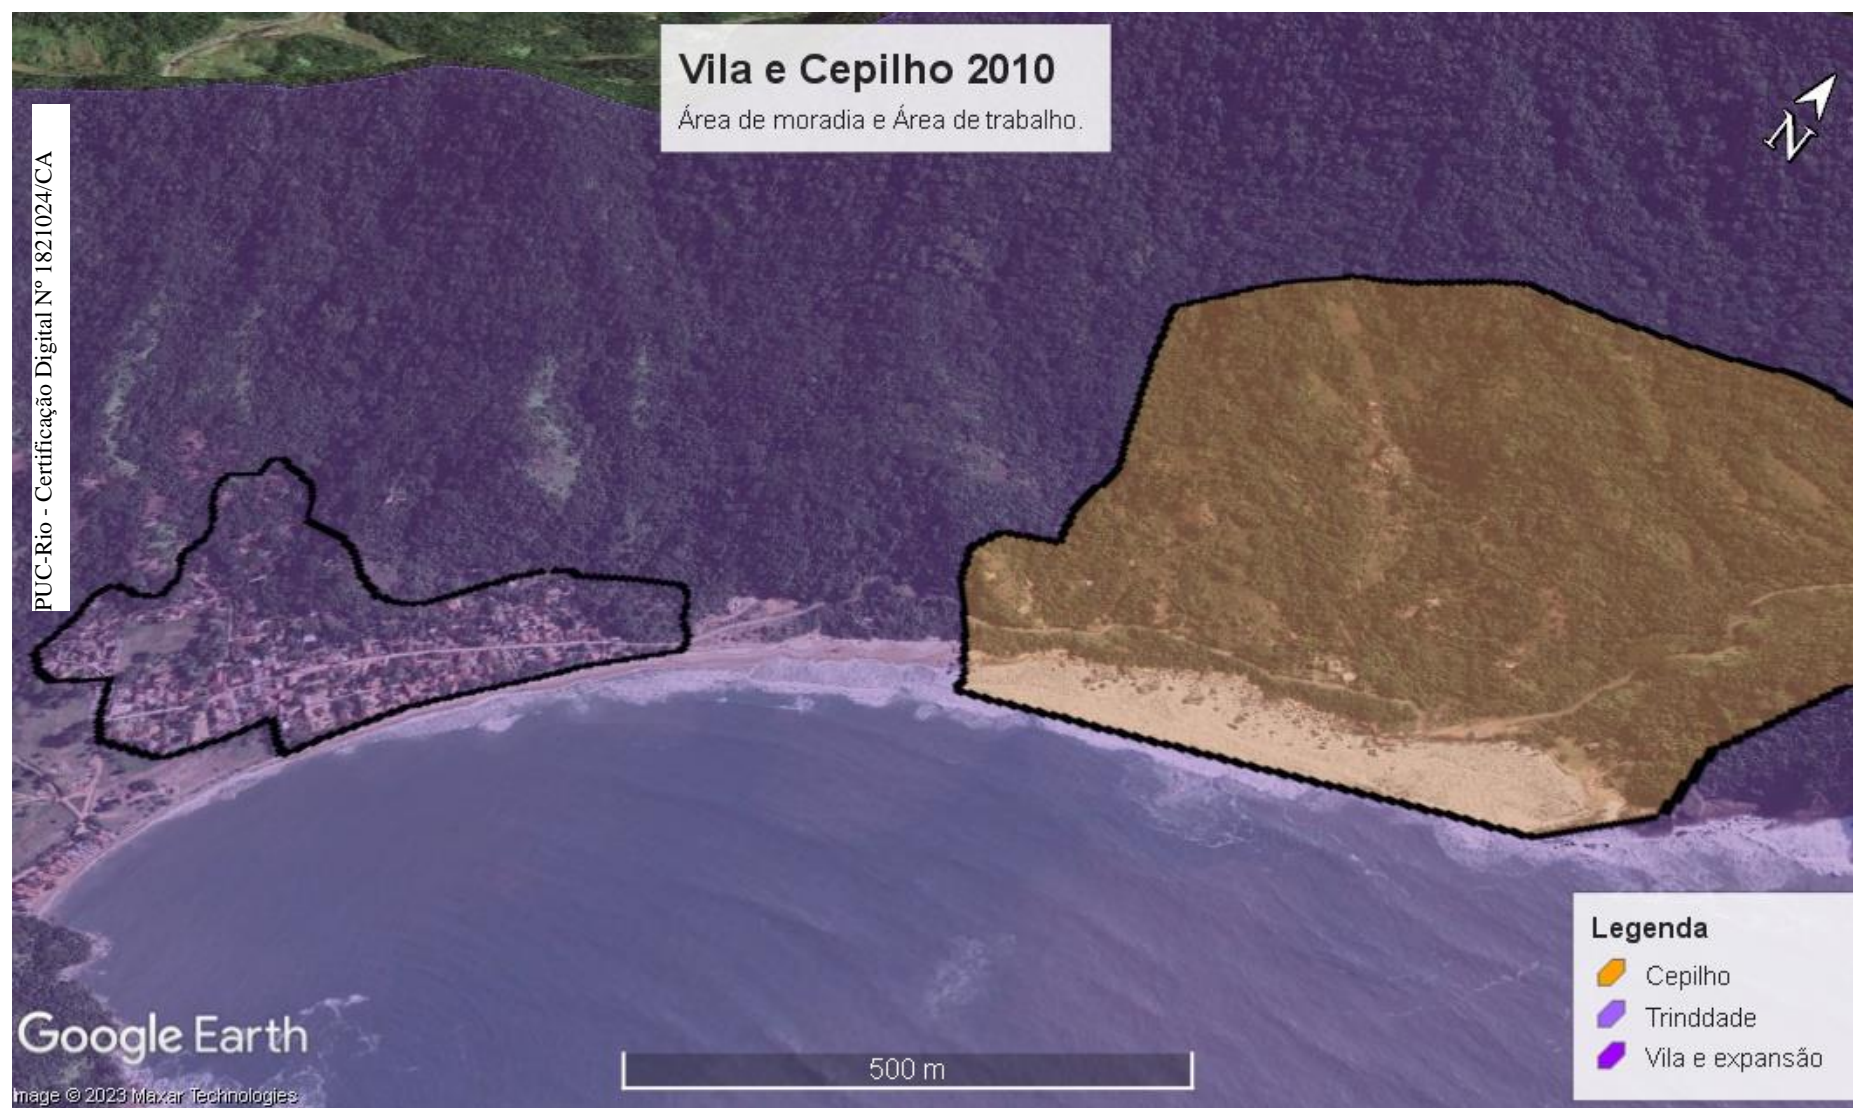 Vila e Cepilho 2010
Área de moradia e Área de trabalho.
N
PUC-Rio - Certificação Digital Nº 1821024/CA
Legenda
Cepilho
Trinddade
Vila e expansão
Google Earth
500 m
Image © 2023 Maxar Technologies